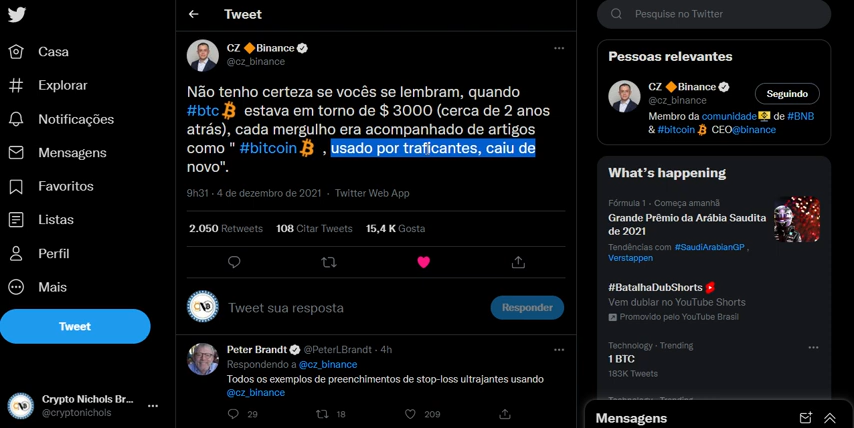 Casa
Explorar
Notificações
Mensagens
Favoritos
Listas
Perfil
Mais
Tweet
Crypto Nichols Br...
@cryptonichols
Tweet
CZ Binance
@cz_binance
Não tenho certeza se vocês se lembram, quando
#btc estava em torno de $ 3000 (cerca de 2 anos
atrás), cada mergulho era acompanhado de artigos
como " #bitcoin , usado por traficantes, caiu de
novo".
9h31 · 4 de dezembro de 2021 · Twitter Web App
2.050 Retweets 108 Citar Tweets 15,4 K Gosta
Tweet sua resposta
Responder
Peter Brandt @PeterLBrandt · 4h
Respondendo a @cz_binance
Todos os exemplos de preenchimentos de stop-loss ultrajantes usando
@cz_binance
29 18 209
Pesquise no Twitter
Pessoas relevantes
CZ Binance
@cz_binance
Seguindo
Membro da comunidade de #BNB
& #bitcoin CEO@binance
What's happening
Fórmula 1 · Começa amanhã
Grande Prêmio da Arábia Saudita
de 2021
Tendências com #SaudiArabianGP ,
Verstappen
#BatalhaDubShorts
Vem dublar no YouTube Shorts
Promovido pelo YouTube Brasil
Technology · Trending
1 BTC
183K Tweets
Technology · Trending
Mensagens